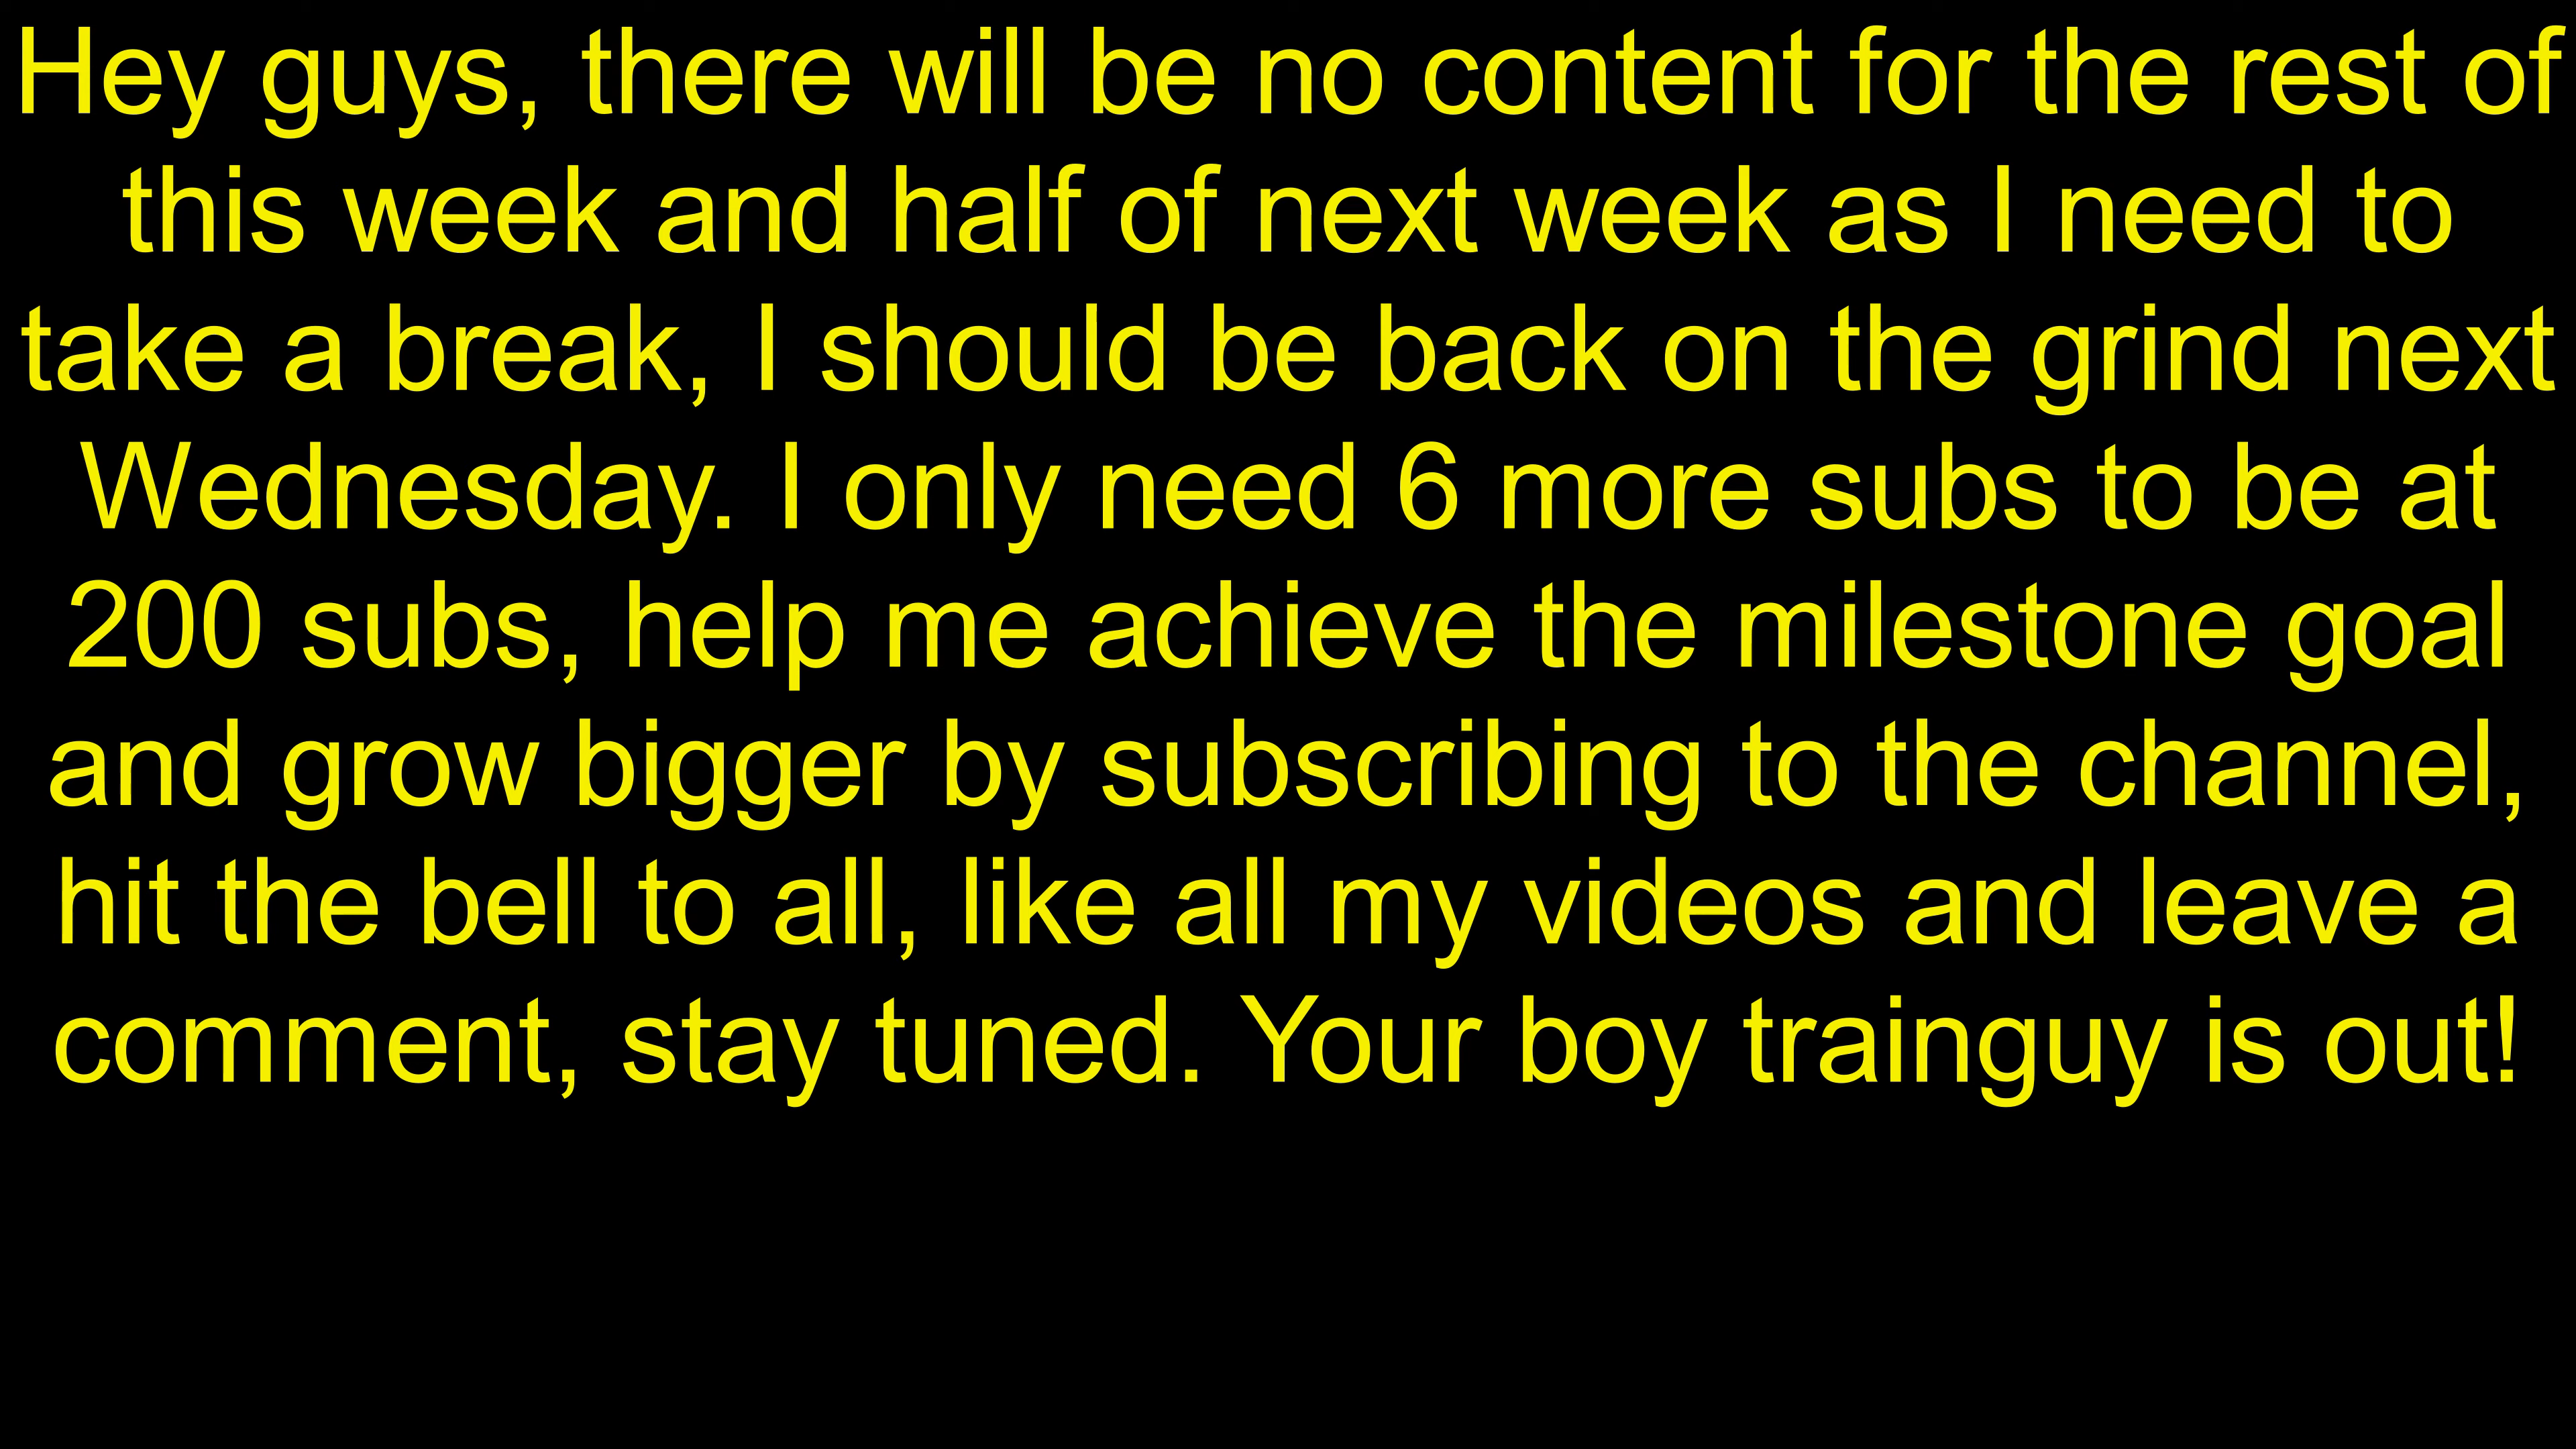 Hey guys, there will be no content for the rest of
this week and half of next week as I need to
take a break, I should be back on the grind next
Wednesday. I only need 6 more subs to be at
200 subs, help me achieve the milestone goal
and grow bigger by subscribing to the channel,
hit the bell to all, like all my videos and leave a
comment, stay tuned. Your boy trainguy is out!